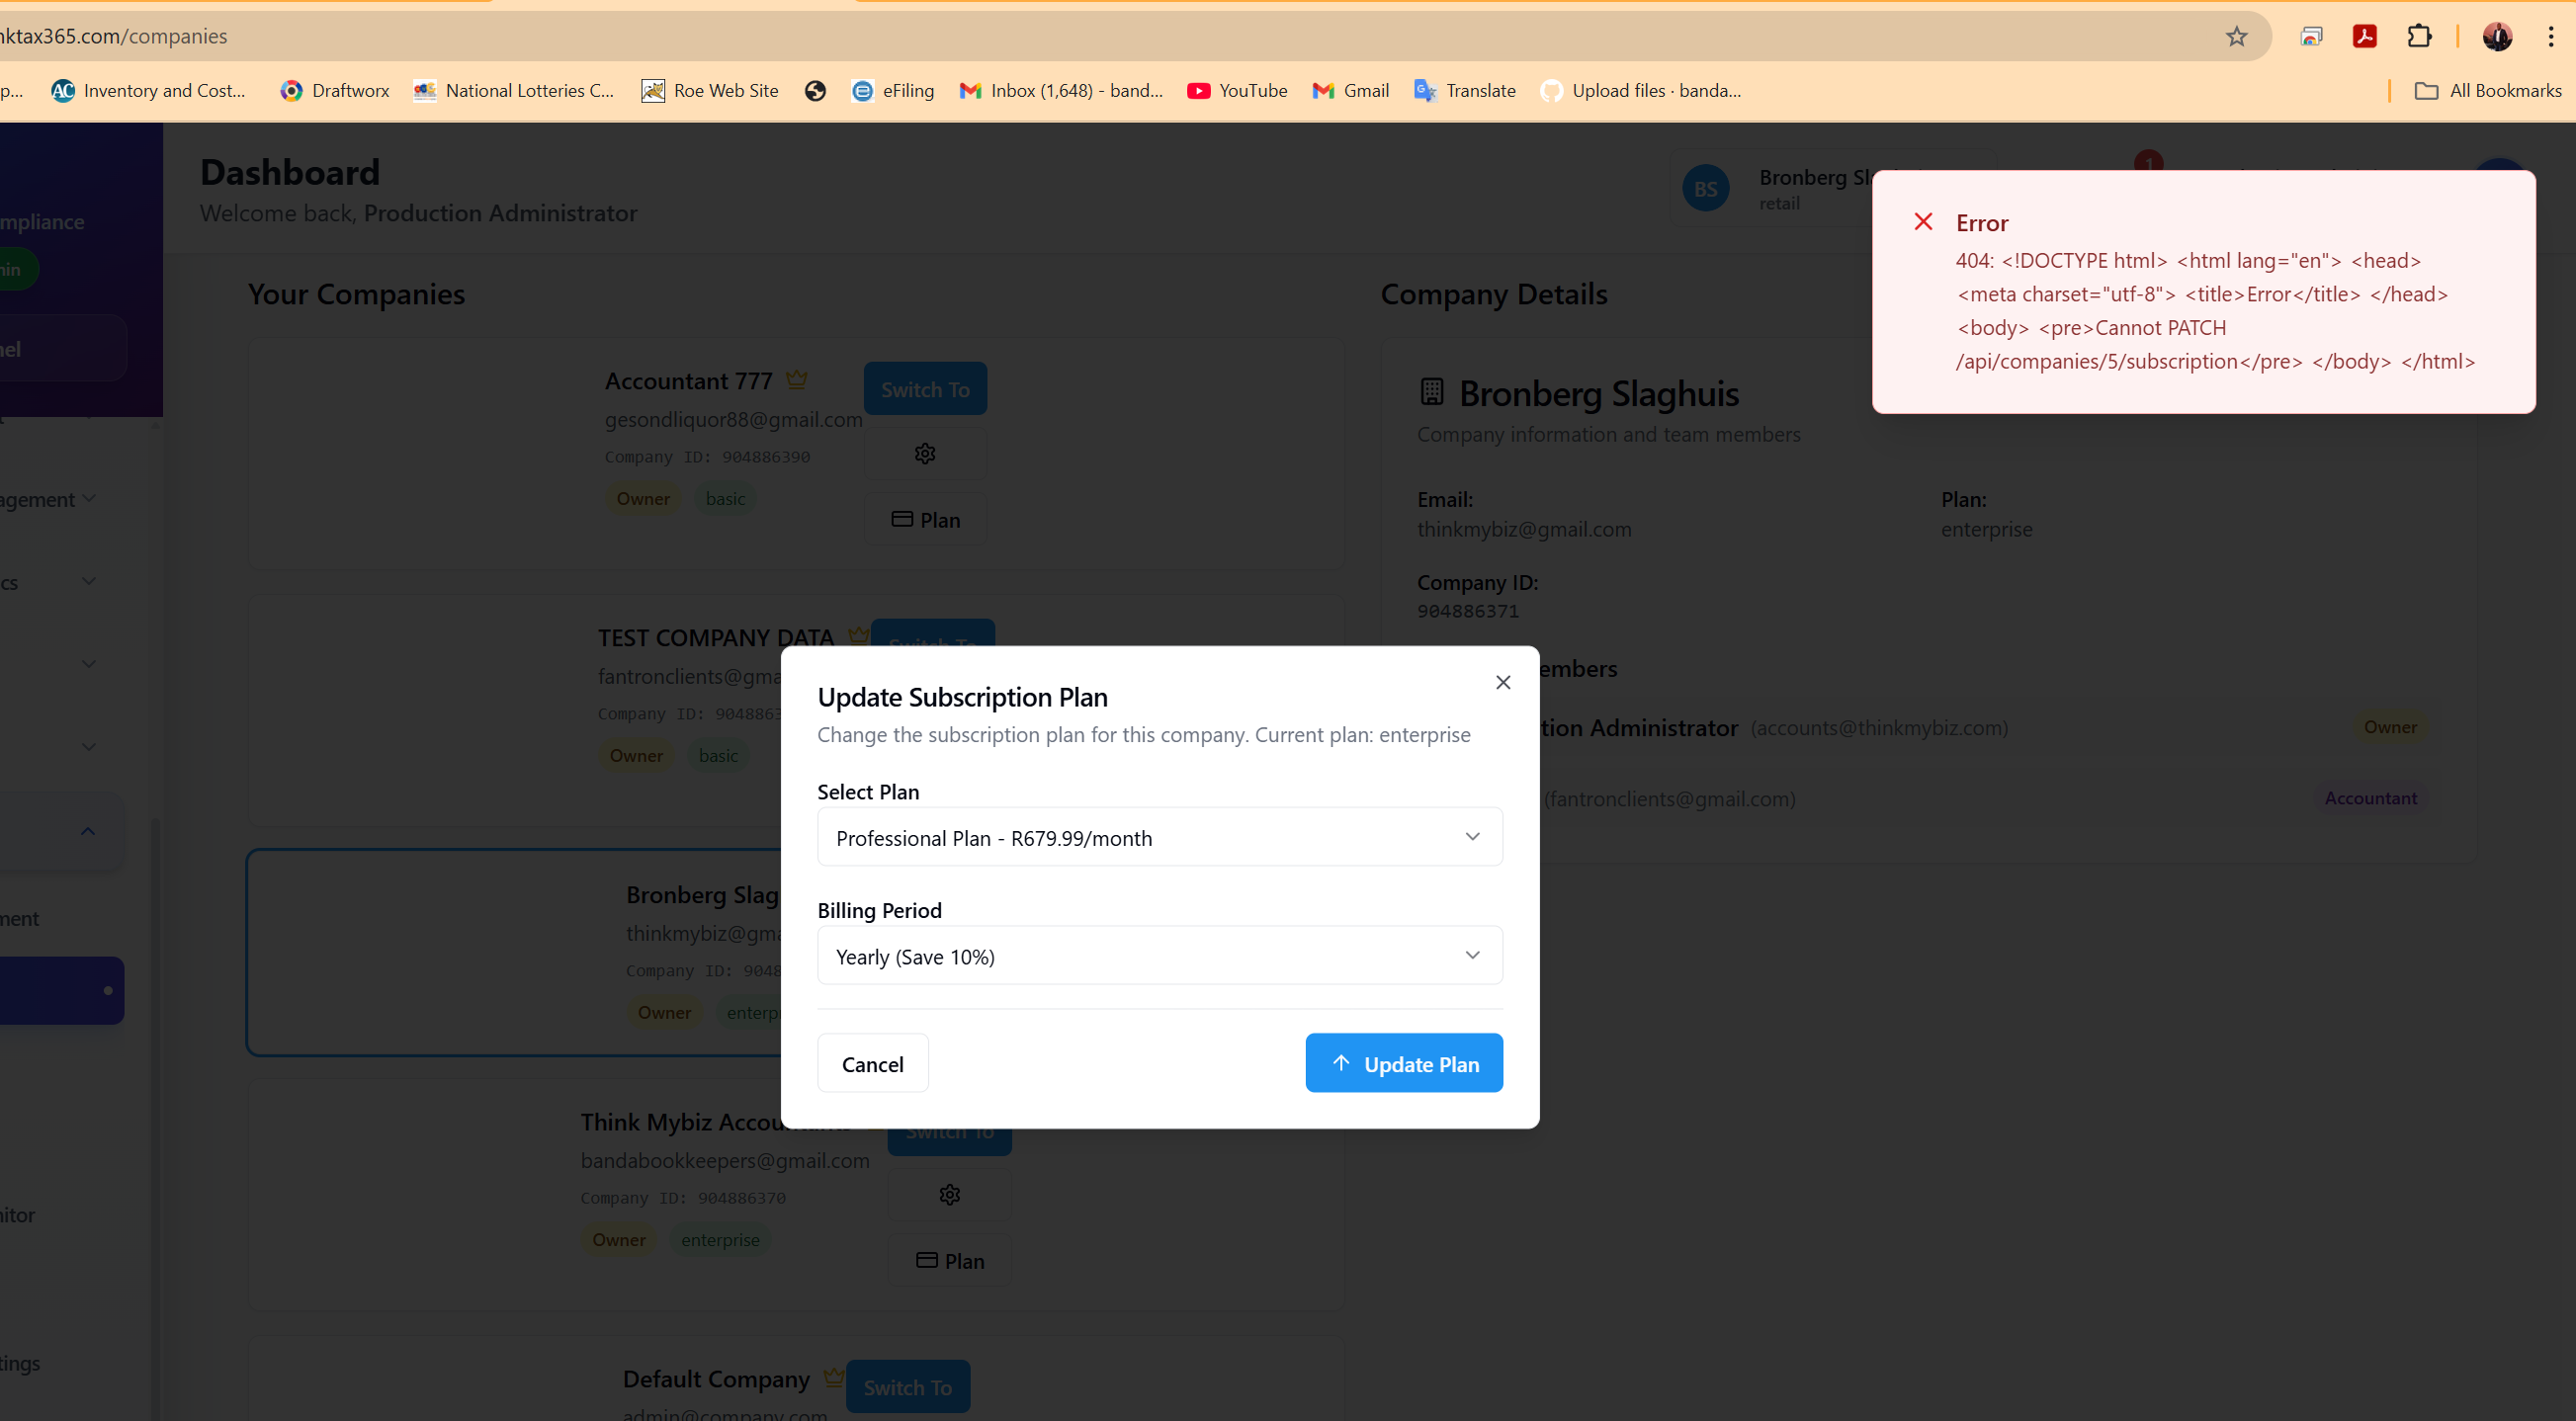 nktax365.com/companies
p...
AC Inventory and Cost...
Draftworx
National Lotteries C...
Roe Web Site
eFiling
Inbox (1,648) - band...
YouTube
Gmail
Translate
Upload files · banda...
All Bookmarks
mpliance
min
nel
agement
cs
ment
nitor
tings
Dashboard
Welcome back, Production Administrator
BS
retail
1
Error
404: <!DOCTYPE html> <html lang="en"> <head>
<meta charset="utf-8"> <title>Error</title> </head>
<body> <pre>Cannot PATCH
/api/companies/5/subscription</pre> </body> </html>
Your Companies
Accountant 777
Switch To
gesondliquor88@gmail.com
Company ID: 904886390
Owner
basic
Plan
TEST COMPANY DATA
Switch To
fantronclients@gma
Company ID: 9048863
Owner
basic
Bronberg Slag
thinkmybiz@gma
Company ID: 9048
Owner
enterp
Think Mybiz Accountants
Switch To
bandabookkeepers@gmail.com
Company ID: 904886370
Owner
enterprise
Plan
Default Company
Switch To
admin@company.com
Company Details
Bronberg Slaghuis
Company information and team members
Email:
thinkmybiz@gmail.com
Plan:
enterprise
Company ID:
904886371
embers
tion Administrator (accounts@thinkmybiz.com)
Owner
(fantronclients@gmail.com)
Accountant
Update Subscription Plan
Change the subscription plan for this company. Current plan: enterprise
Select Plan
Professional Plan - R679.99/month
Billing Period
Yearly (Save 10%)
Cancel
Update Plan